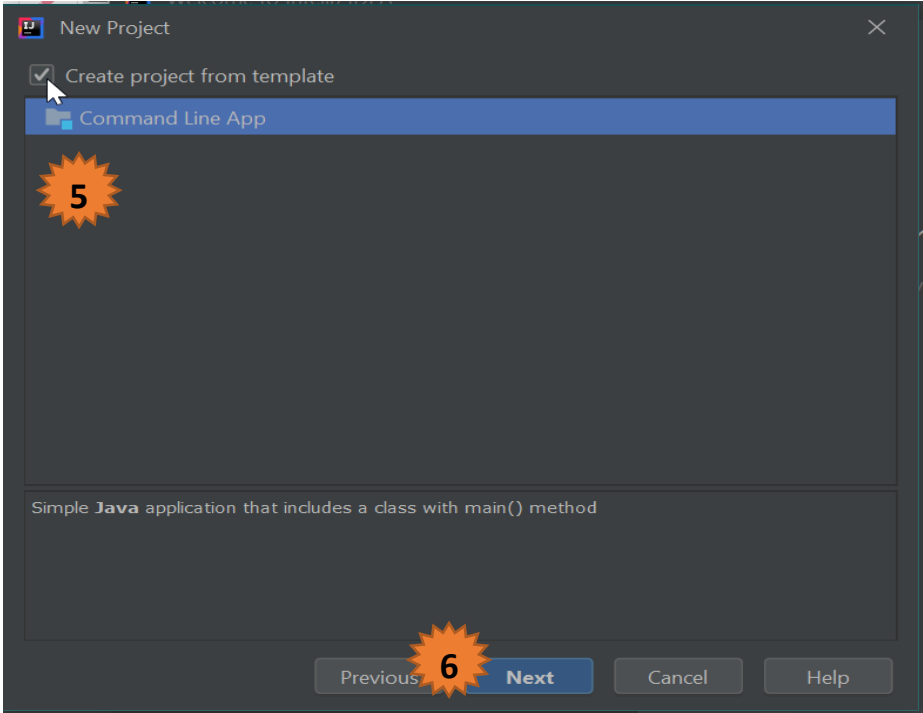 IJ New Project
Create project from template
Command Line App
5
Simple Java application that includes a class with main() method
Previous 6 Next Cancel Help